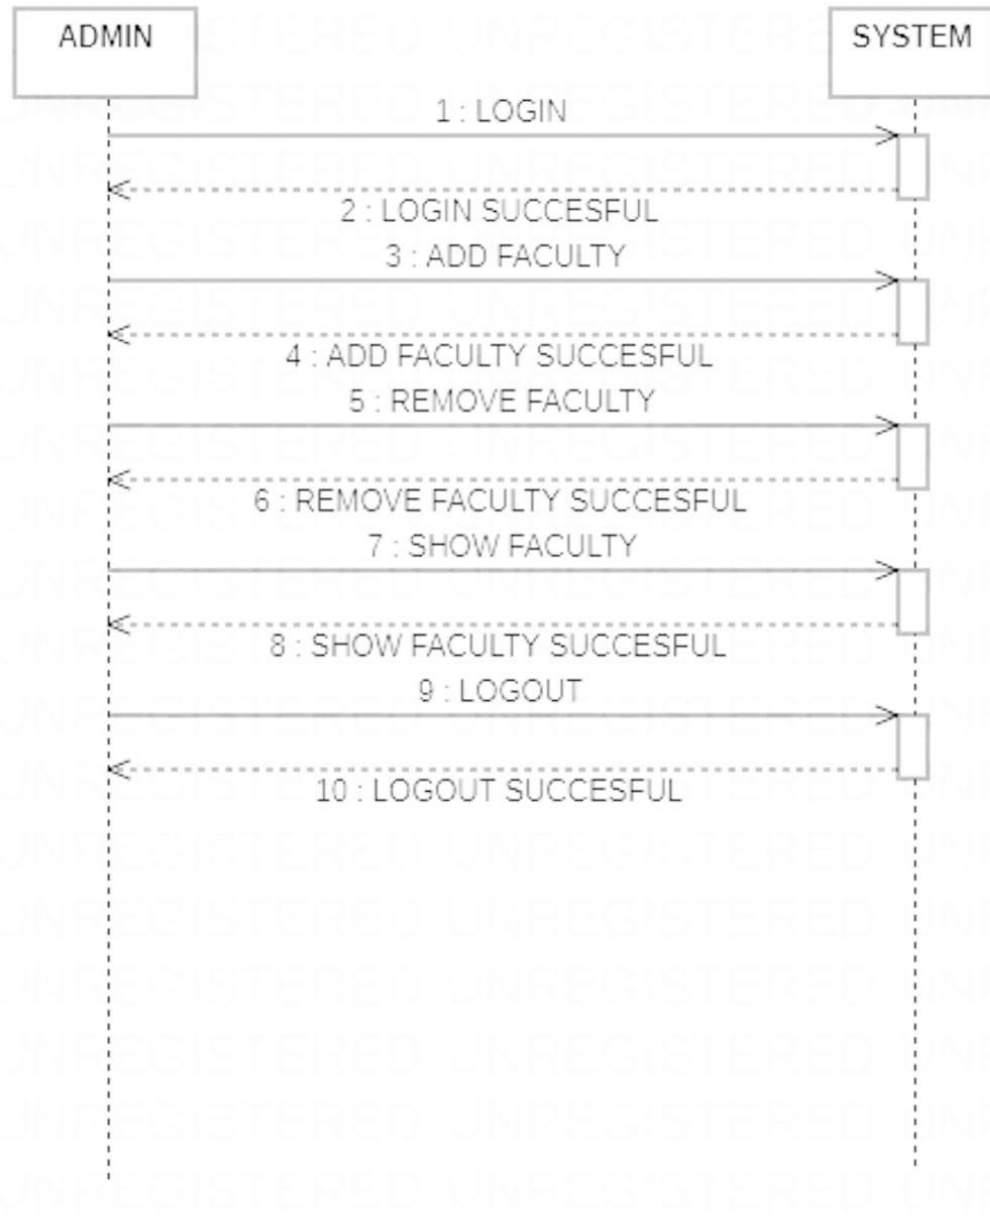 ADMIN
SYSTEM
1 : LOGIN
2 : LOGIN SUCCESFUL
3 : ADD FACULTY
4 : ADD FACULTY SUCCESFUL
5 : REMOVE FACULTY
6 : REMOVE FACULTY SUCCESFUL
7 : SHOW FACULTY
8 : SHOW FACULTY SUCCESFUL
9 : LOGOUT
10 : LOGOUT SUCCESFUL